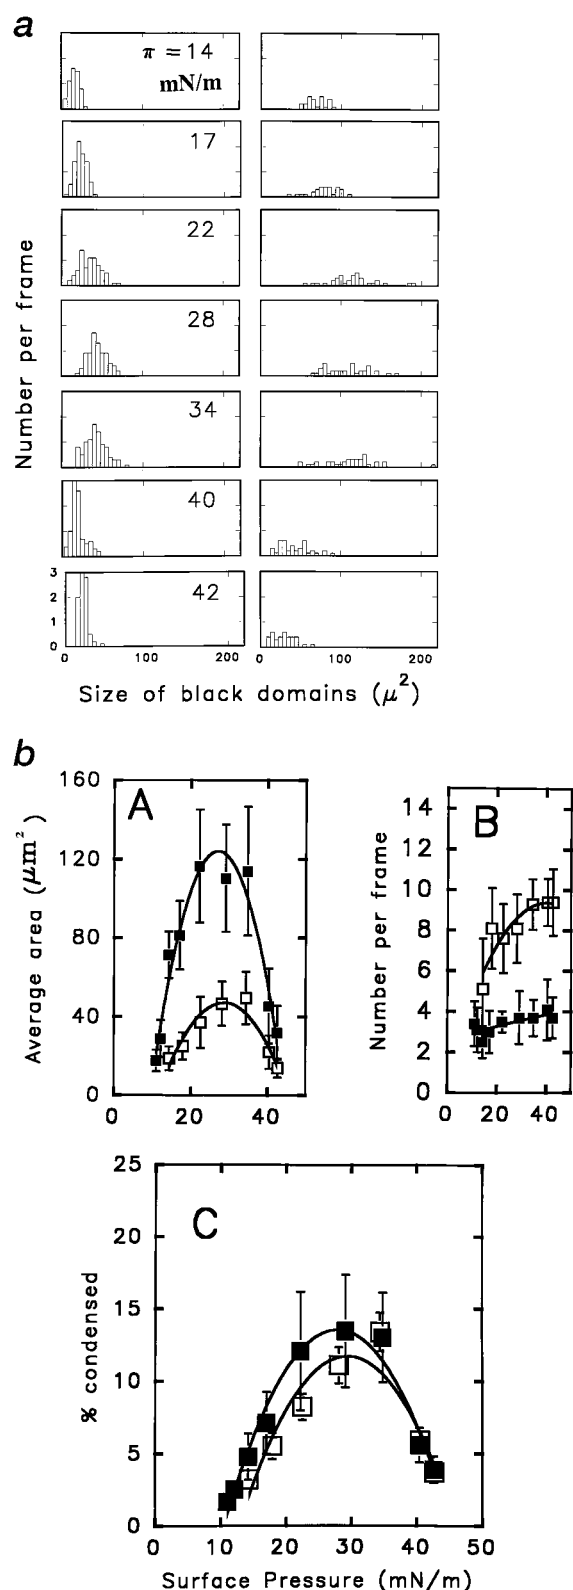 a
π = 14
mN/m
17
22
28
34
40
42
Number per frame
3
2
1
0
0 100 200
0 100 200
Size of black domains (μ²)
b
A
160
120
80
40
0
0 20 40
Average area (μm²)
B
14
12
10
8
6
4
2
0
0 20 40
Number per frame
C
25
20
15
10
5
0
0 10 20 30 40 50
% condensed
Surface Pressure (mN/m)